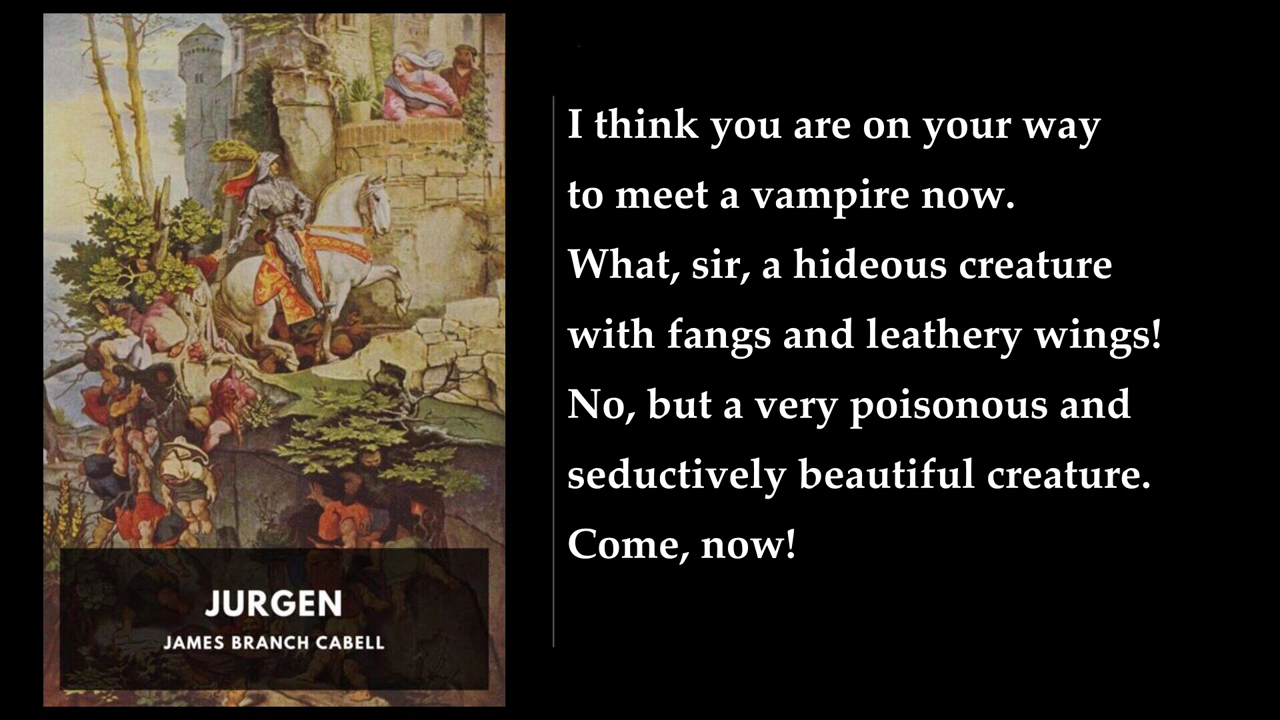 JURGEN
JAMES BRANCH CABELL
I think you are on your way
to meet a vampire now.
What, sir, a hideous creature
with fangs and leathery wings!
No, but a very poisonous and
seductively beautiful creature.
Come, now!